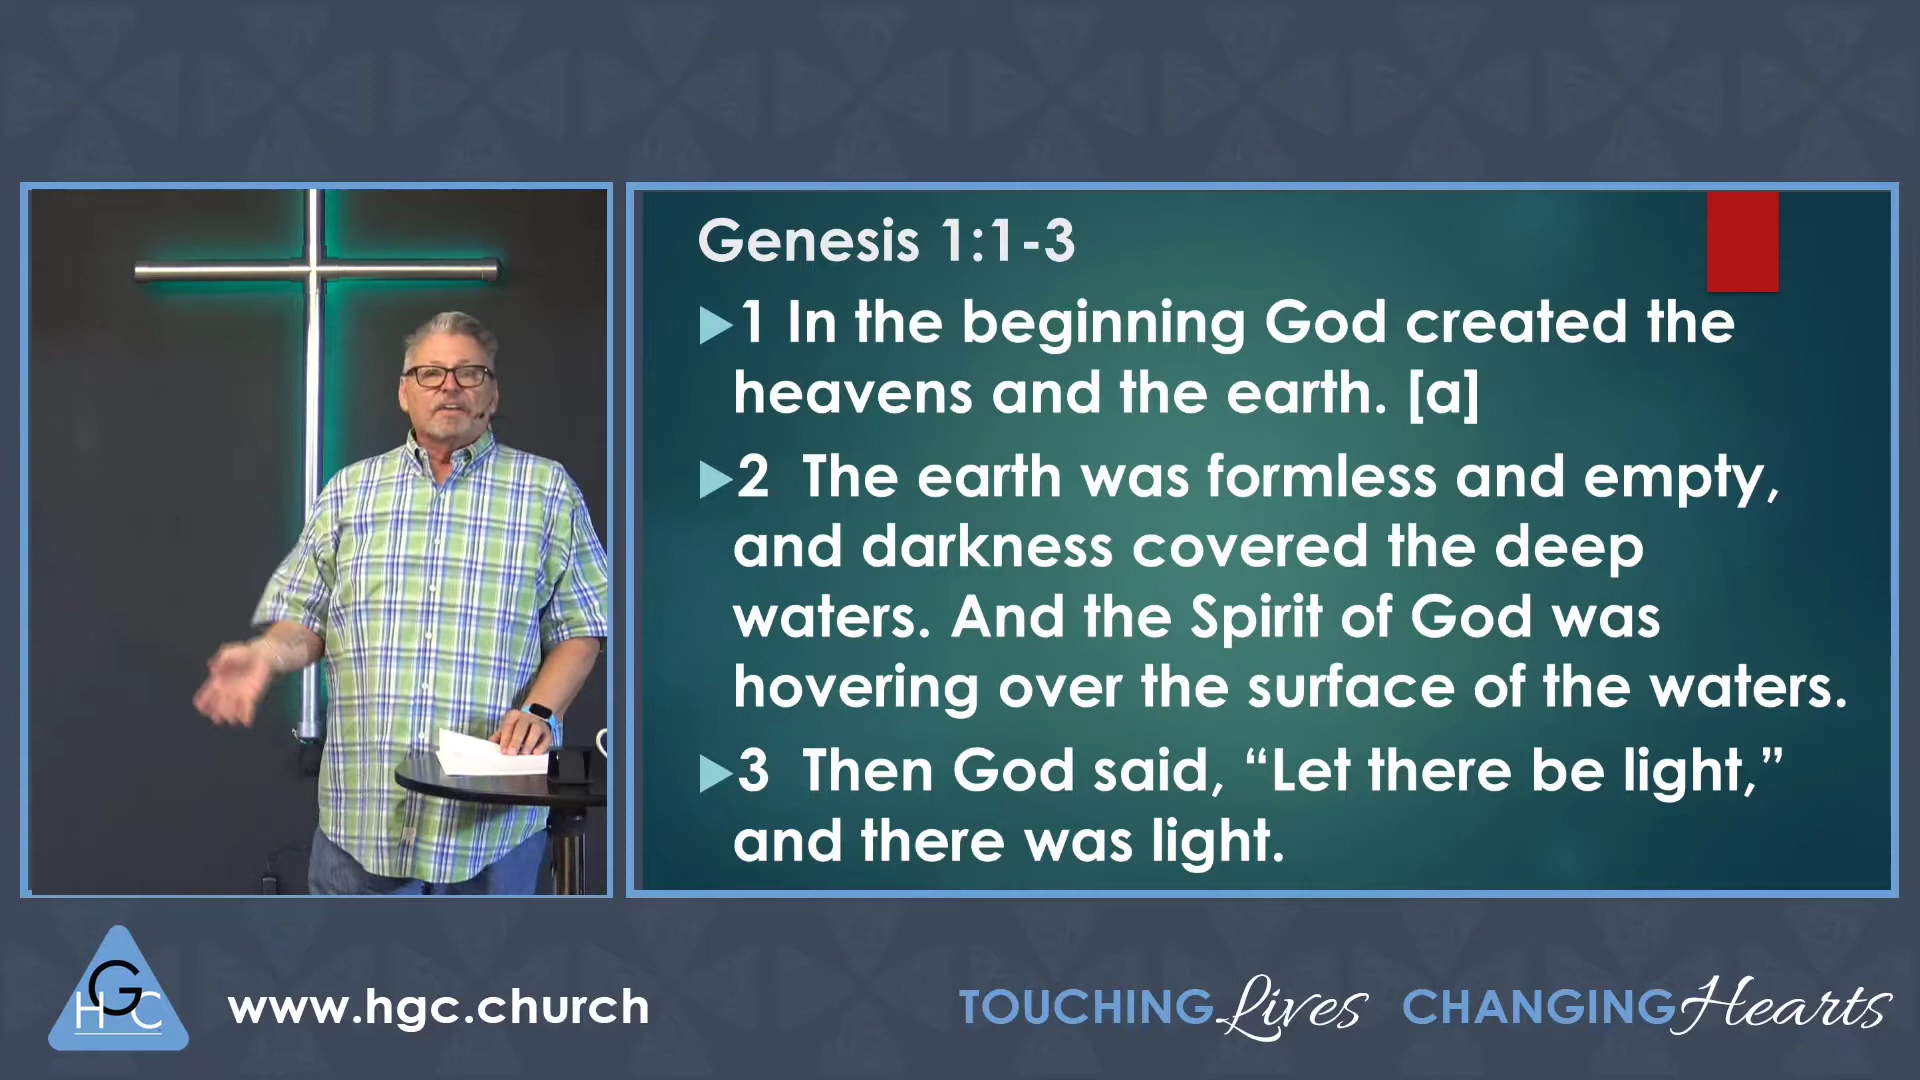 Genesis 1:1-3
1 In the beginning God created the
heavens and the earth. [a]
2 The earth was formless and empty,
and darkness covered the deep
waters. And the Spirit of God was
hovering over the surface of the waters.
3 Then God said, “Let there be light,”
and there was light.
HGC
www.hgc.church
TOUCHING Lives CHANGING Hearts